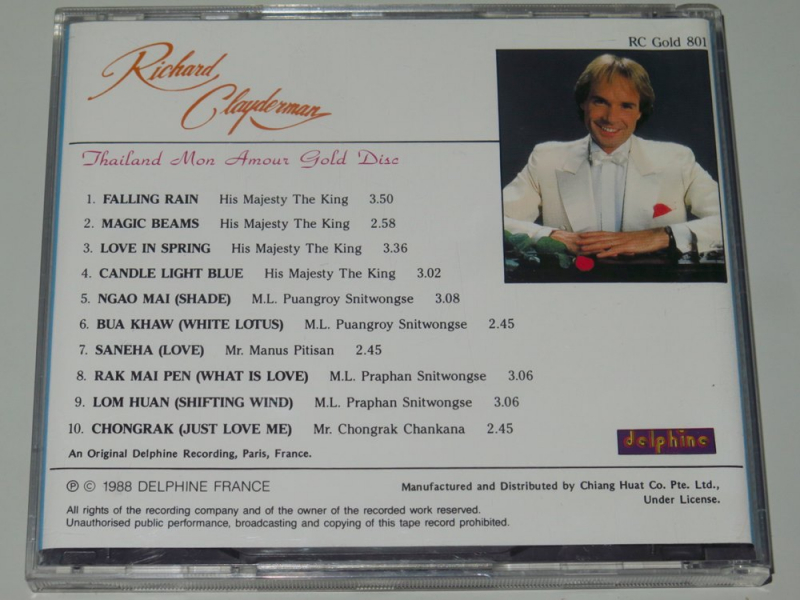 RC Gold 801
Richard
Clayderman
Thailand Mon Amour Gold Disc
1. FALLING RAIN His Majesty The King 3.50
2. MAGIC BEAMS His Majesty The King 2.58
3. LOVE IN SPRING His Majesty The King 3.36
4. CANDLE LIGHT BLUE His Majesty The King 3.02
5. NGAO MAI (SHADE) M.L. Puangroy Snitwongse 3.08
6. BUA KHAW (WHITE LOTUS) M.L. Puangroy Snitwongse 2.45
7. SANEHA (LOVE) Mr. Manus Pitisan 2.45
8. RAK MAI PEN (WHAT IS LOVE) M.L. Praphan Snitwongse 3.06
9. LOM HUAN (SHIFTING WIND) M.L. Praphan Snitwongse 3.06
10. CHONGRAK (JUST LOVE ME) Mr. Chongrak Chankana 2.45
delphine
An Original Delphine Recording, Paris, France.
℗ © 1988 DELPHINE FRANCE
Manufactured and Distributed by Chiang Huat Co. Pte. Ltd.,
Under License.
All rights of the recording company and of the owner of the recorded work reserved.
Unauthorised public performance, broadcasting and copying of this tape record prohibited.